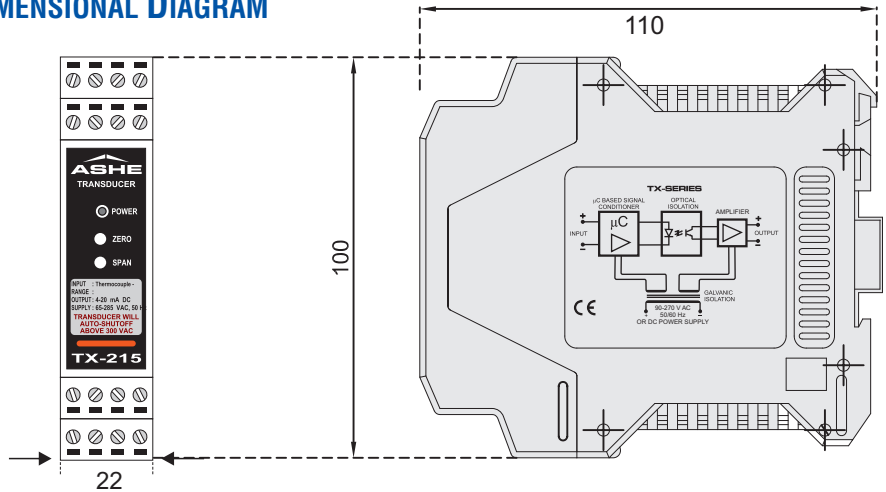 MENSIONAL DIAGRAM
110
ASHE
TRANSDUCER
POWER
ZERO
SPAN
INPUT : Thermocouple -
RANGE :
OUTPUT: 4-20 mA DC
SUPPLY: 65-285 VAC, 50 H
TRANSDUCER WILL
AUTO-SHUTOFF
ABOVE 300 VAC
TX-215
22
100
TX-SERIES
µC BASED SIGNAL
CONDITIONER
OPTICAL
ISOLATION
AMPLIFIER
µC
INPUT
+
–
+
–
OUTPUT
GALVANIC
ISOLATION
90-270 V AC
50/60 Hz
+ –
OR DC POWER SUPPLY
CE